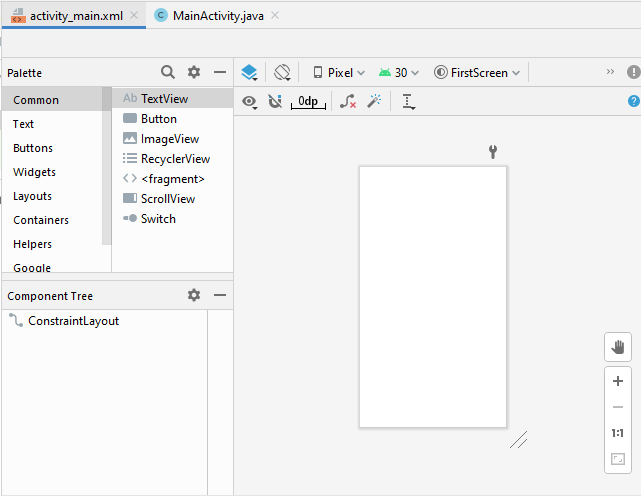 activity_main.xml MainActivity.java
Palette Pixel 30 FirstScreen
Common Ab TextView 0dp
Text Button
Buttons ImageView
Widgets RecyclerView
Layouts <fragment>
Containers ScrollView
Helpers Switch
Google
Component Tree
ConstraintLayout
1:1